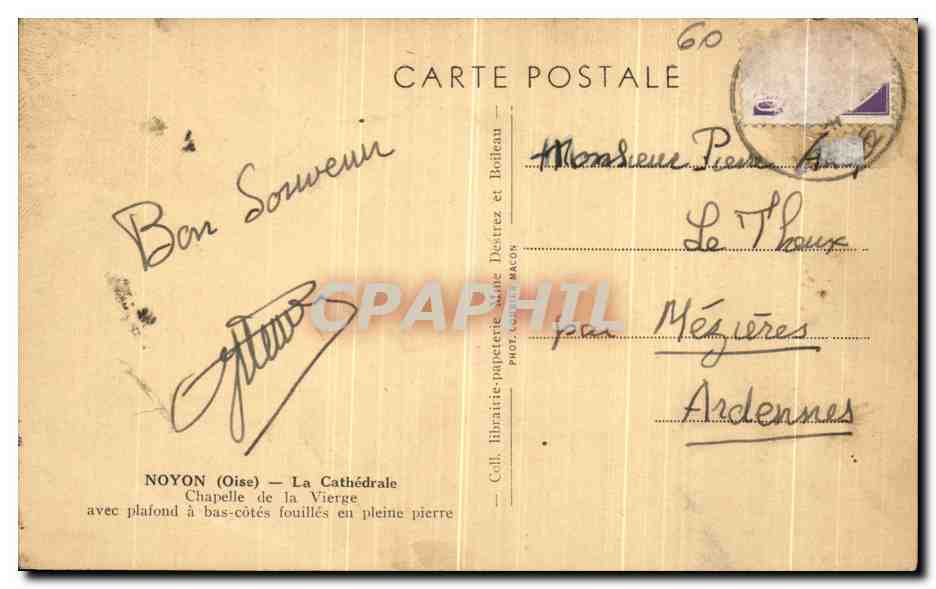 60
CARTE POSTALE
Bon Souvenir
Monsieur Pierre
Le Theux
par Mézières
Ardennes
CPAPHIL
— Coll. librairie-papeterie Mme Destrez et Boileau —
PHOT. COMBIER MACON
NOYON (Oise) — La Cathédrale
Chapelle de la Vierge
avec plafond à bas-côtés fouillés en pleine pierre